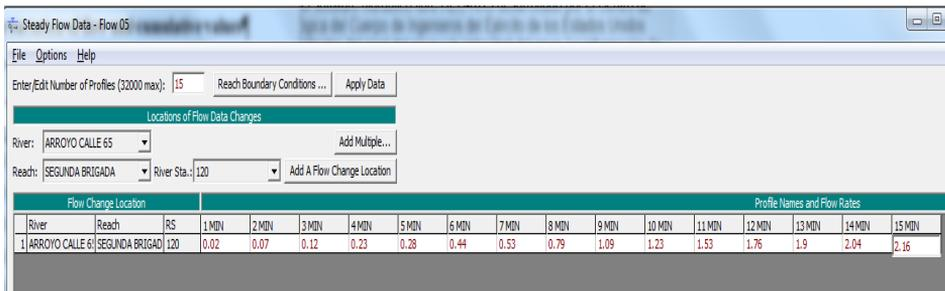 Steady Flow Data - Flow 05
File Options Help
Enter/Edit Number of Profiles (32000 max): 15 Reach Boundary Conditions ... Apply Data
Locations of Flow Data Changes
River: ARROYO CALLE 65 Add Multiple...
Reach: SEGUNDA BRIGADA River Sta.: 120 Add A Flow Change Location
Flow Change Location Profile Names and Flow Rates
River Reach RS 1 MIN 2 MIN 3 MIN 4 MIN 5 MIN 6 MIN 7 MIN 8 MIN 9 MIN 10 MIN 11 MIN 12 MIN 13 MIN 14 MIN 15 MIN
1 ARROYO CALLE 6 SEGUNDA BRIGAD 120 0.02 0.07 0.12 0.23 0.28 0.44 0.53 0.79 1.09 1.23 1.53 1.76 1.9 2.04 2.16